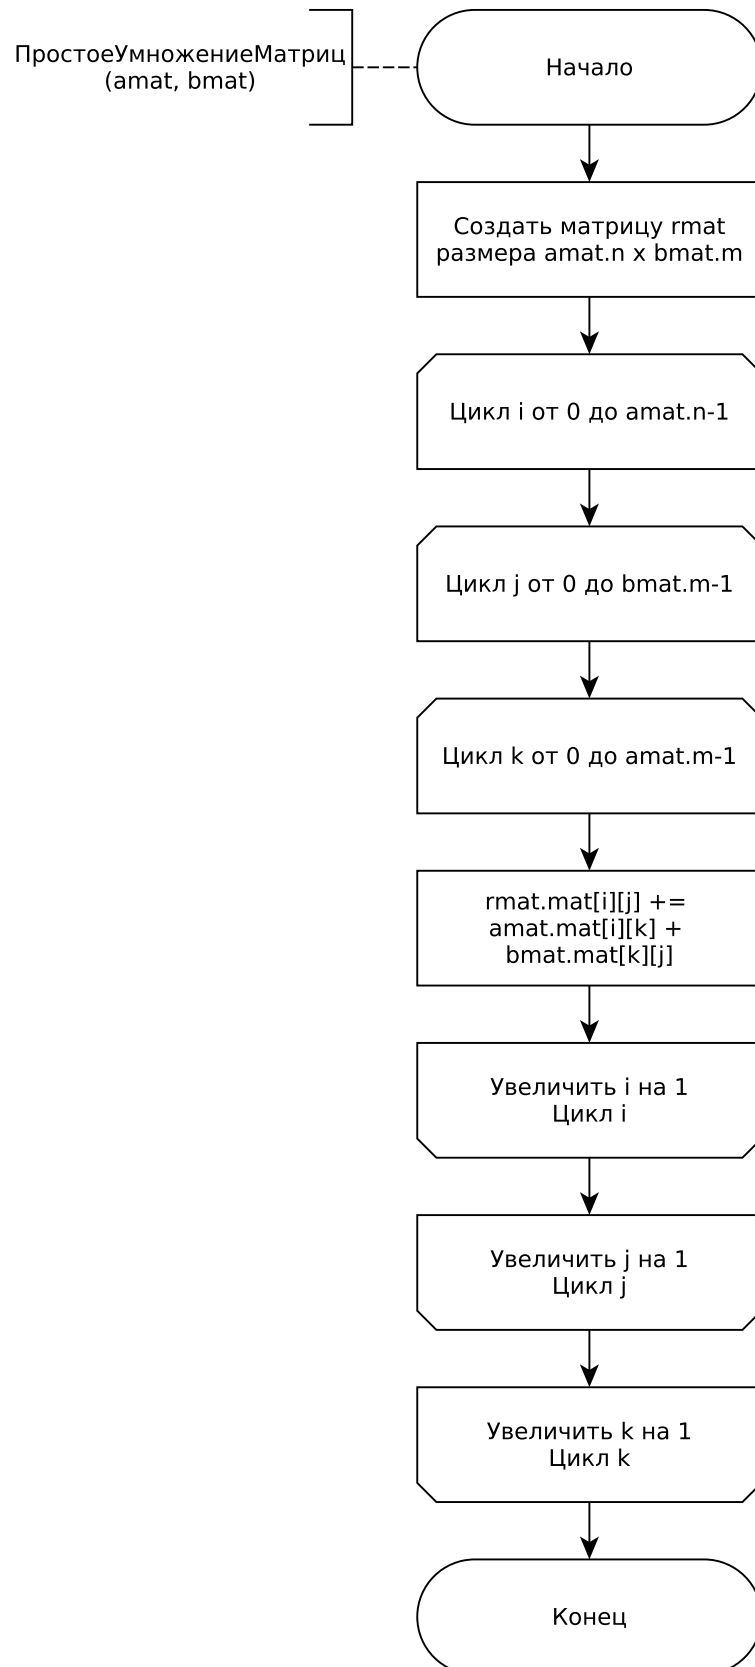 ПростоеУмножениеМатриц
(amat, bmat)
Начало
Создать матрицу rmat
размера amat.n x bmat.m
Цикл i от 0 до amat.n-1
Цикл j от 0 до bmat.m-1
Цикл k от 0 до amat.m-1
rmat.mat[i][j] +=
amat.mat[i][k] +
bmat.mat[k][j]
Увеличить i на 1
Цикл i
Увеличить j на 1
Цикл j
Увеличить k на 1
Цикл k
Конец